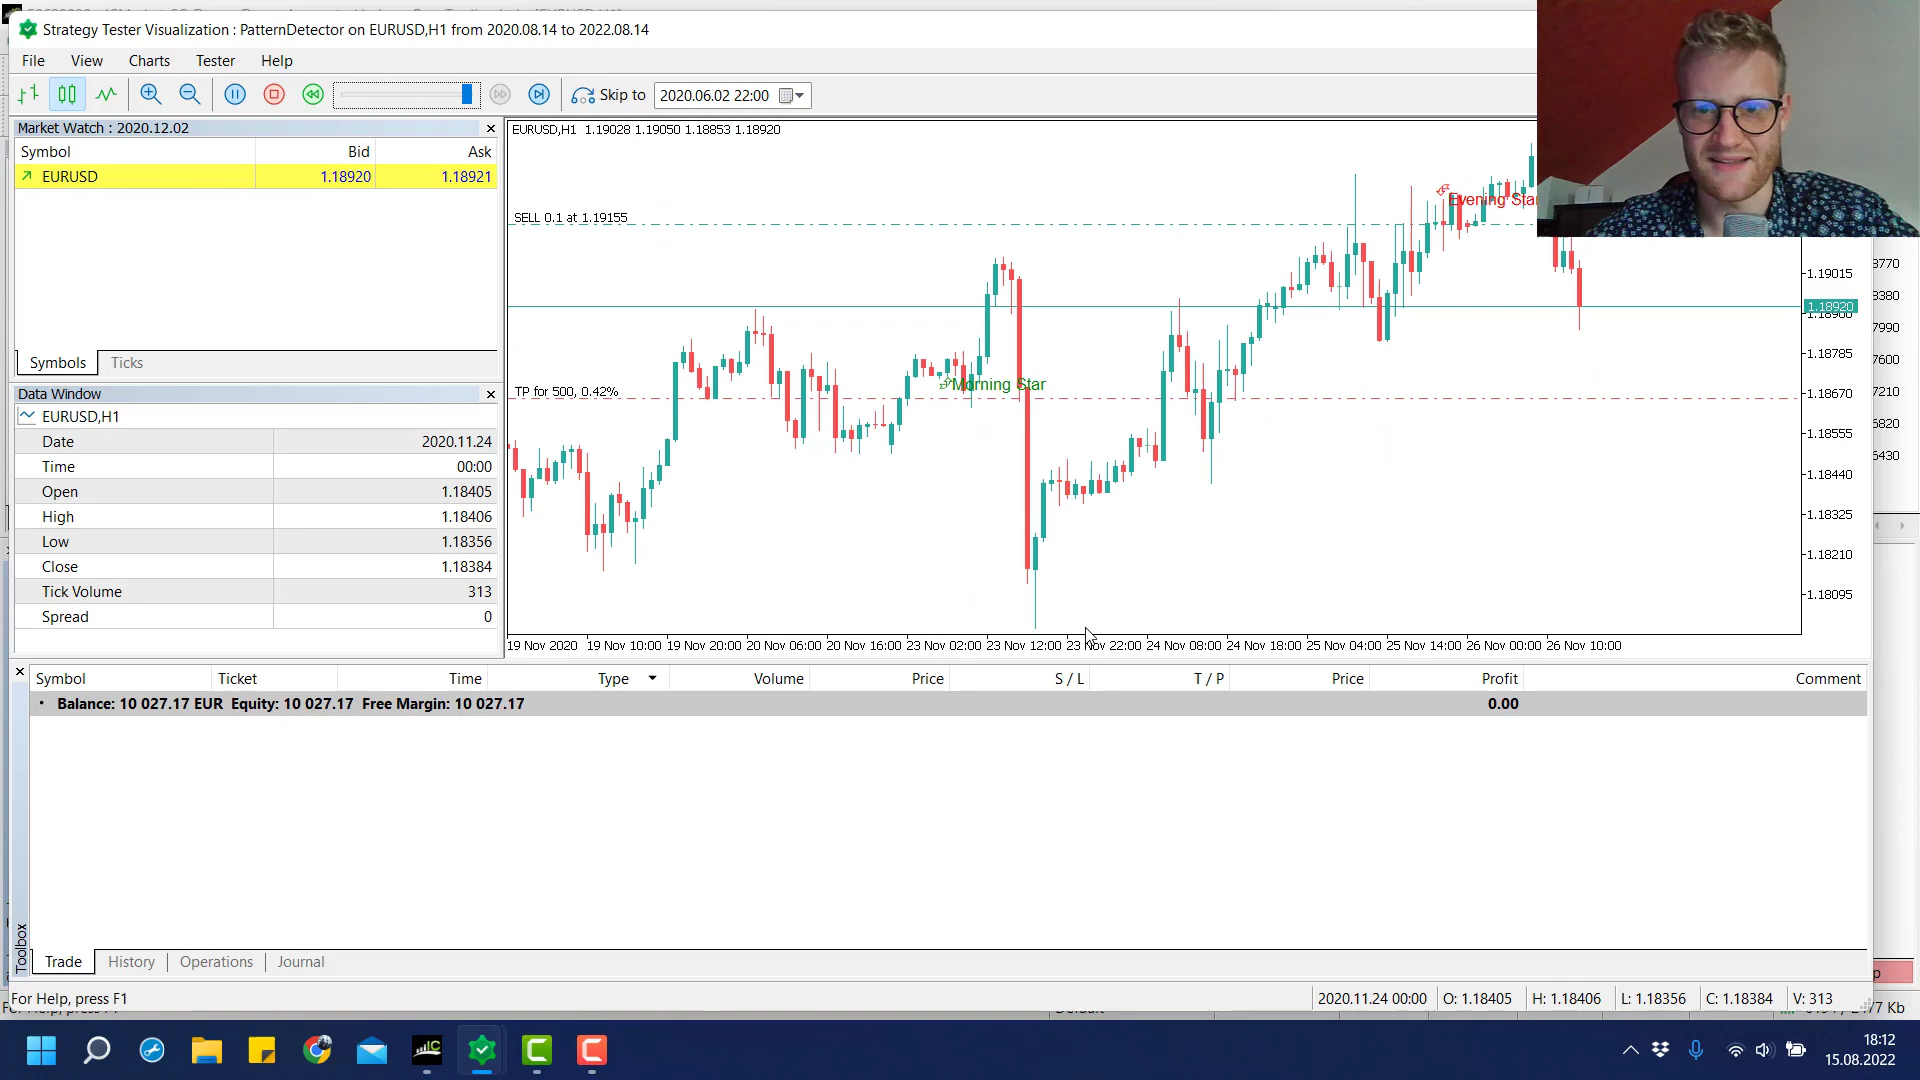 Strategy Tester Visualization : PatternDetector on EURUSD,H1 from 2020.08.14 to 2022.08.14
File View Charts Tester Help
Skip to 2020.06.02 22:00
Market Watch : 2020.12.02
Symbol Bid Ask
EURUSD 1.18920 1.18921
Symbols Ticks
Data Window
EURUSD,H1
Date 2020.11.24
Time 00:00
Open 1.18405
High 1.18406
Low 1.18356
Close 1.18384
Tick Volume 313
Spread 0
EURUSD,H1 1.19028 1.19050 1.18853 1.18920
Evening Star
SELL 0.1 at 1.19155
Morning Star
TP for 500, 0.42%
1.19015
1.18920
1.18900
1.18785
1.18670
1.18555
1.18440
1.18325
1.18210
1.18095
8770
8380
7990
7600
7210
6820
6430
19 Nov 2020 19 Nov 10:00 19 Nov 20:00 20 Nov 06:00 20 Nov 16:00 23 Nov 02:00 23 Nov 12:00 23 Nov 22:00 24 Nov 08:00 24 Nov 18:00 25 Nov 04:00 25 Nov 14:00 26 Nov 00:00 26 Nov 10:00
Symbol Ticket Time Type Volume Price S / L T / P Price Profit Comment
Balance: 10 027.17 EUR Equity: 10 027.17 Free Margin: 10 027.17 0.00
Toolbox
Trade History Operations Journal
For Help, press F1 2020.11.24 00:00 O: 1.18405 H: 1.18406 L: 1.18356 C: 1.18384 V: 313
18:12
15.08.2022